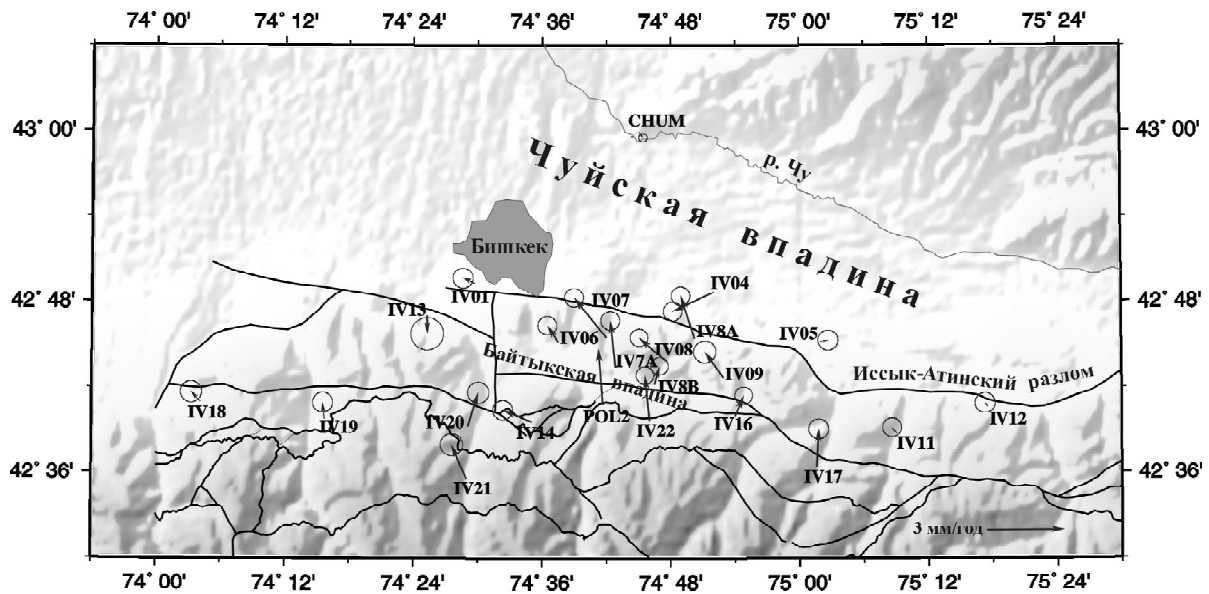 74° 00' 74° 12' 74° 24' 74° 36' 74° 48' 75° 00' 75° 12' 75° 24'
43° 00' 43° 00'
CHUM
р. Чу
Чуйская впадина
Бишкек
42° 48' 42° 48'
IV01
IV13
IV07
IV04
IV06
IV8A
IV05
IV7A
IV08
IV09
Байтыкская впадина
IV8B
Иссык-Атинский разлом
IV18
IV19
IV20
IV14
POL2
IV22
IV16
IV12
IV11
IV17
IV21
42° 36' 42° 36'
3 мм/год
74° 00' 74° 12' 74° 24' 74° 36' 74° 48' 75° 00' 75° 12' 75° 24'